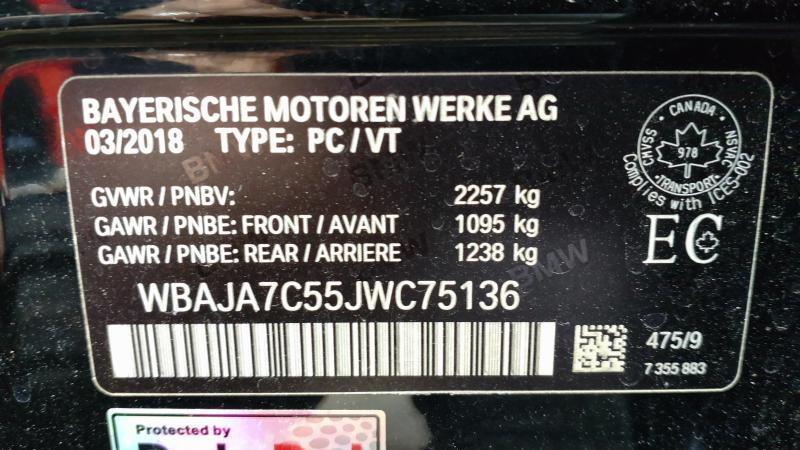 BAYERISCHE MOTOREN WERKE AG
03/2018 TYPE: PC / VT
GVWR / PNBV: 2257 kg
GAWR / PNBE: FRONT / AVANT 1095 kg
GAWR / PNBE: REAR / ARRIERE 1238 kg
WBAJA7C55JWC75136
CANADA
CMVSS
NSVAC
978
TRANSPORT
Complies with ICES-002
EC
475/9
7 355 883
BMW
BMW
Protected by